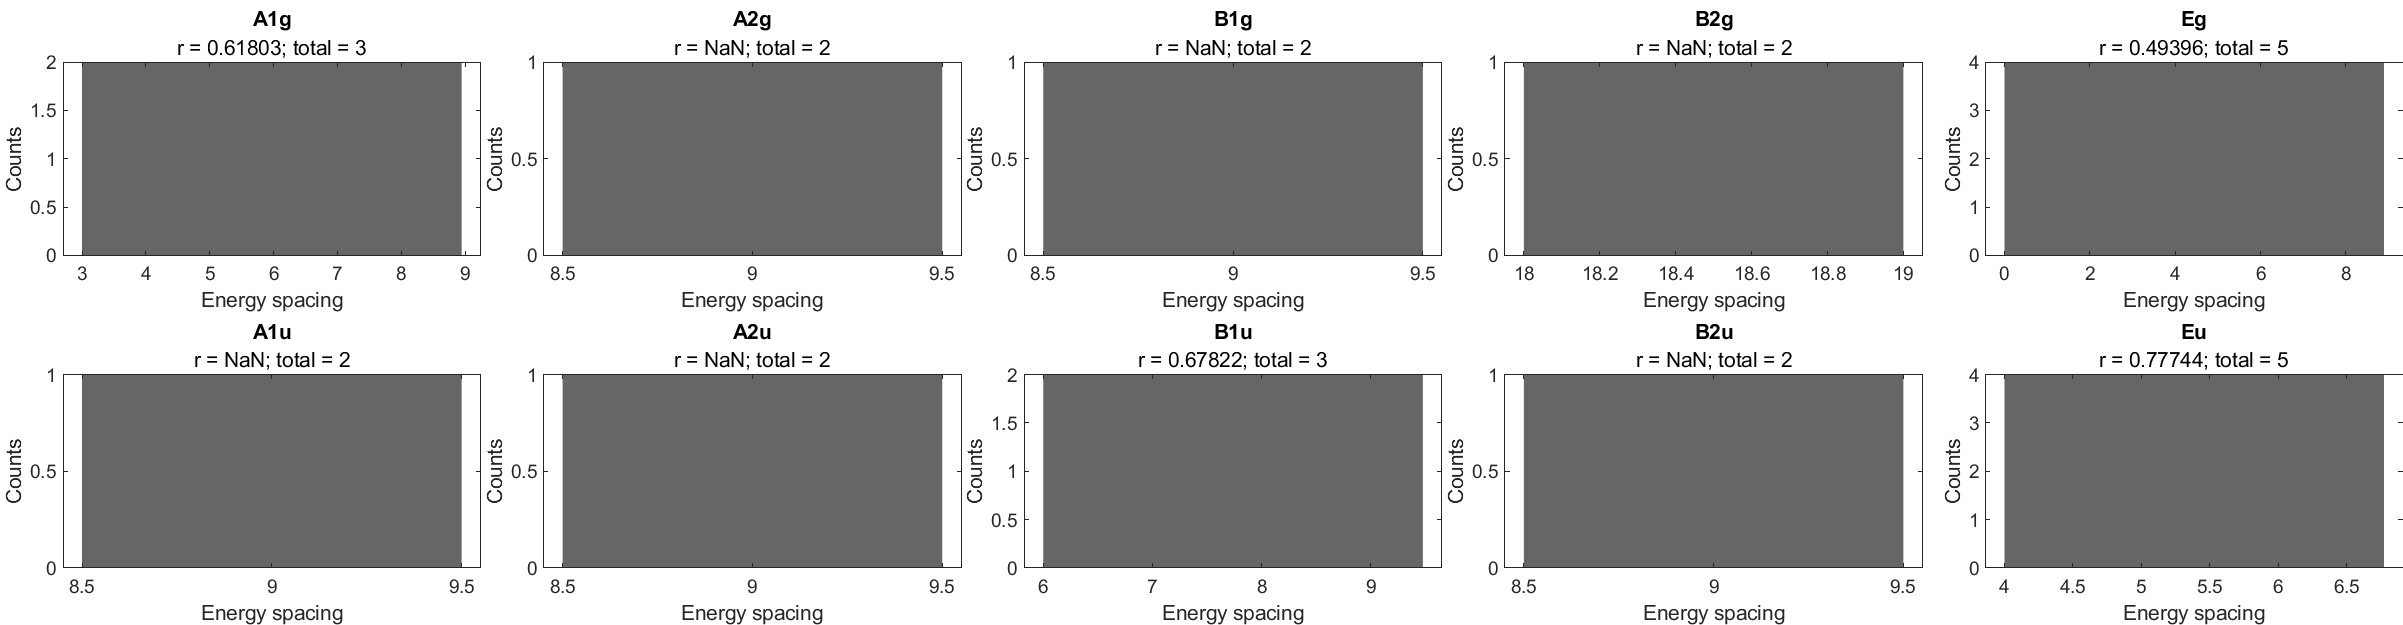 A1g
r = 0.61803; total = 3
2
1.5
1
0.5
0
Counts
3 4 5 6 7 8 9
Energy spacing
A2g
r = NaN; total = 2
1
0.5
0
Counts
8.5 9 9.5
Energy spacing
B1g
r = NaN; total = 2
1
0.5
0
Counts
8.5 9 9.5
Energy spacing
B2g
r = NaN; total = 2
1
0.5
0
Counts
18 18.2 18.4 18.6 18.8 19
Energy spacing
Eg
r = 0.49396; total = 5
4
3
2
1
0
Counts
0 2 4 6 8
Energy spacing
A1u
r = NaN; total = 2
1
0.5
0
Counts
8.5 9 9.5
Energy spacing
A2u
r = NaN; total = 2
1
0.5
0
Counts
8.5 9 9.5
Energy spacing
B1u
r = 0.67822; total = 3
2
1.5
1
0.5
0
Counts
6 7 8 9
Energy spacing
B2u
r = NaN; total = 2
1
0.5
0
Counts
8.5 9 9.5
Energy spacing
Eu
r = 0.77744; total = 5
4
3
2
1
0
Counts
4 4.5 5 5.5 6 6.5
Energy spacing